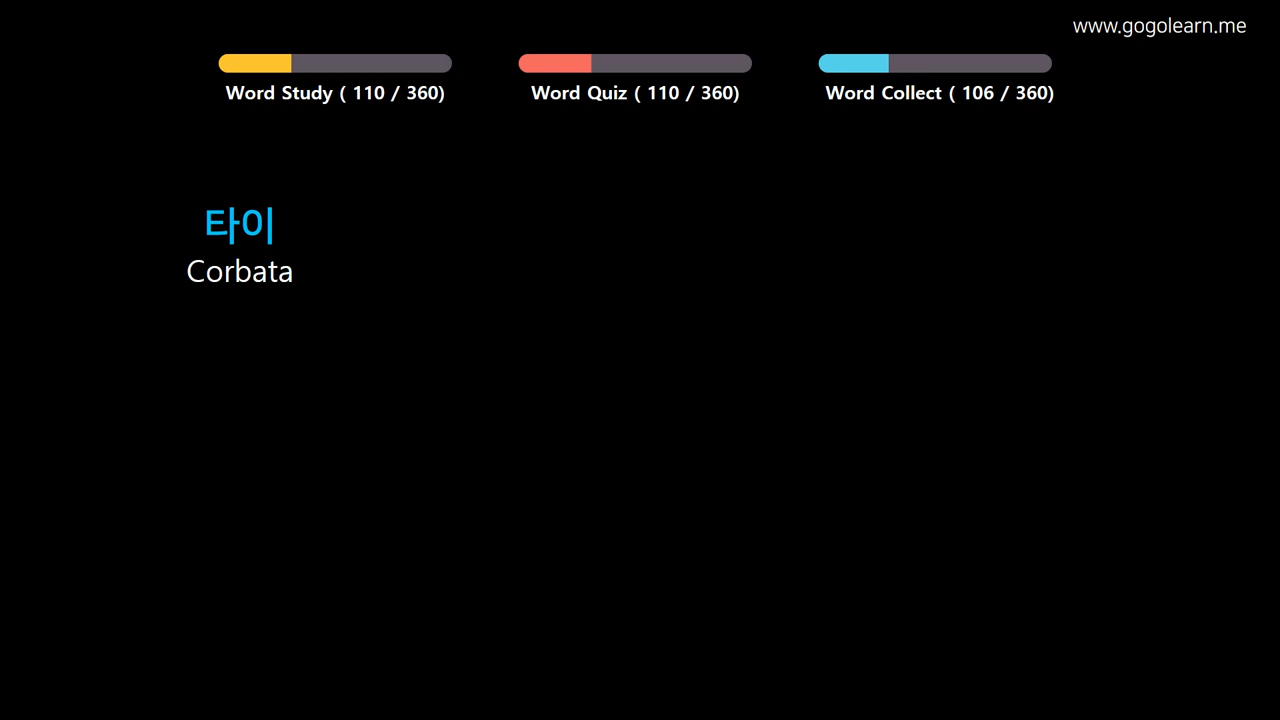 www.gogolearn.me
Word Study ( 110 / 360)
Word Quiz ( 110 / 360)
Word Collect ( 106 / 360)
타이
Corbata